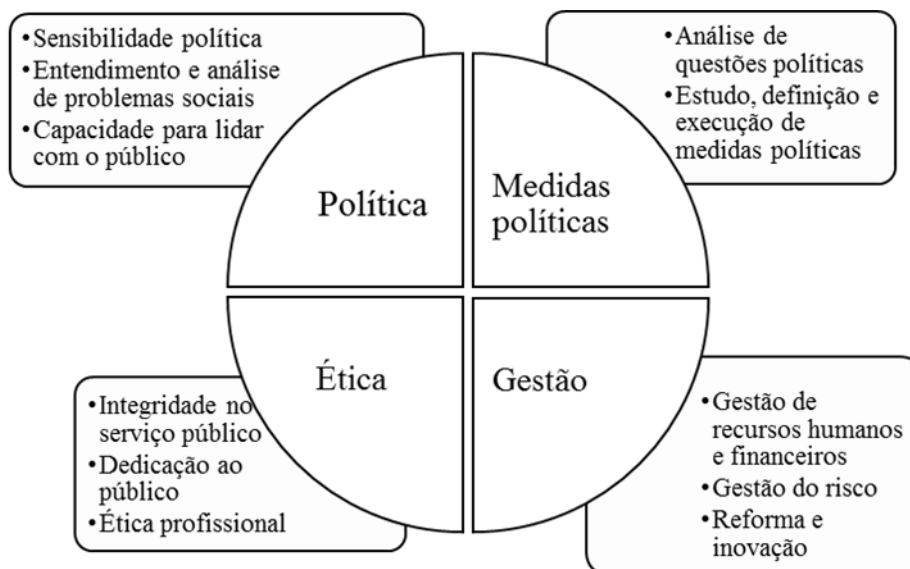 •Sensibilidade política
•Entendimento e análise
de problemas sociais
•Capacidade para lidar
com o público
•Análise de
questões políticas
•Estudo, definição e
execução de
medidas políticas
Política
Medidas
políticas
Ética
Gestão
•Integridade no
serviço público
•Dedicação ao
público
•Ética profissional
•Gestão de
recursos humanos
e financeiros
•Gestão do risco
•Reforma e
inovação